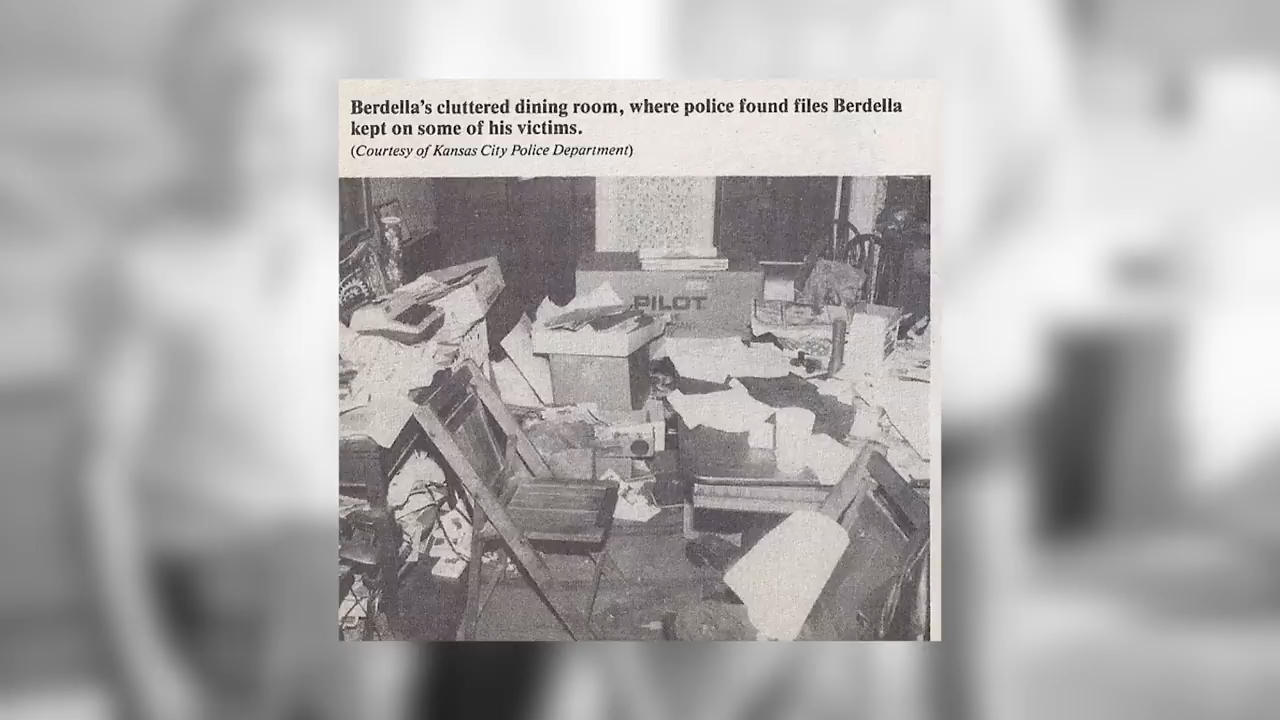 Berdella's cluttered dining room, where police found files Berdella
kept on some of his victims.
(Courtesy of Kansas City Police Department)
PILOT